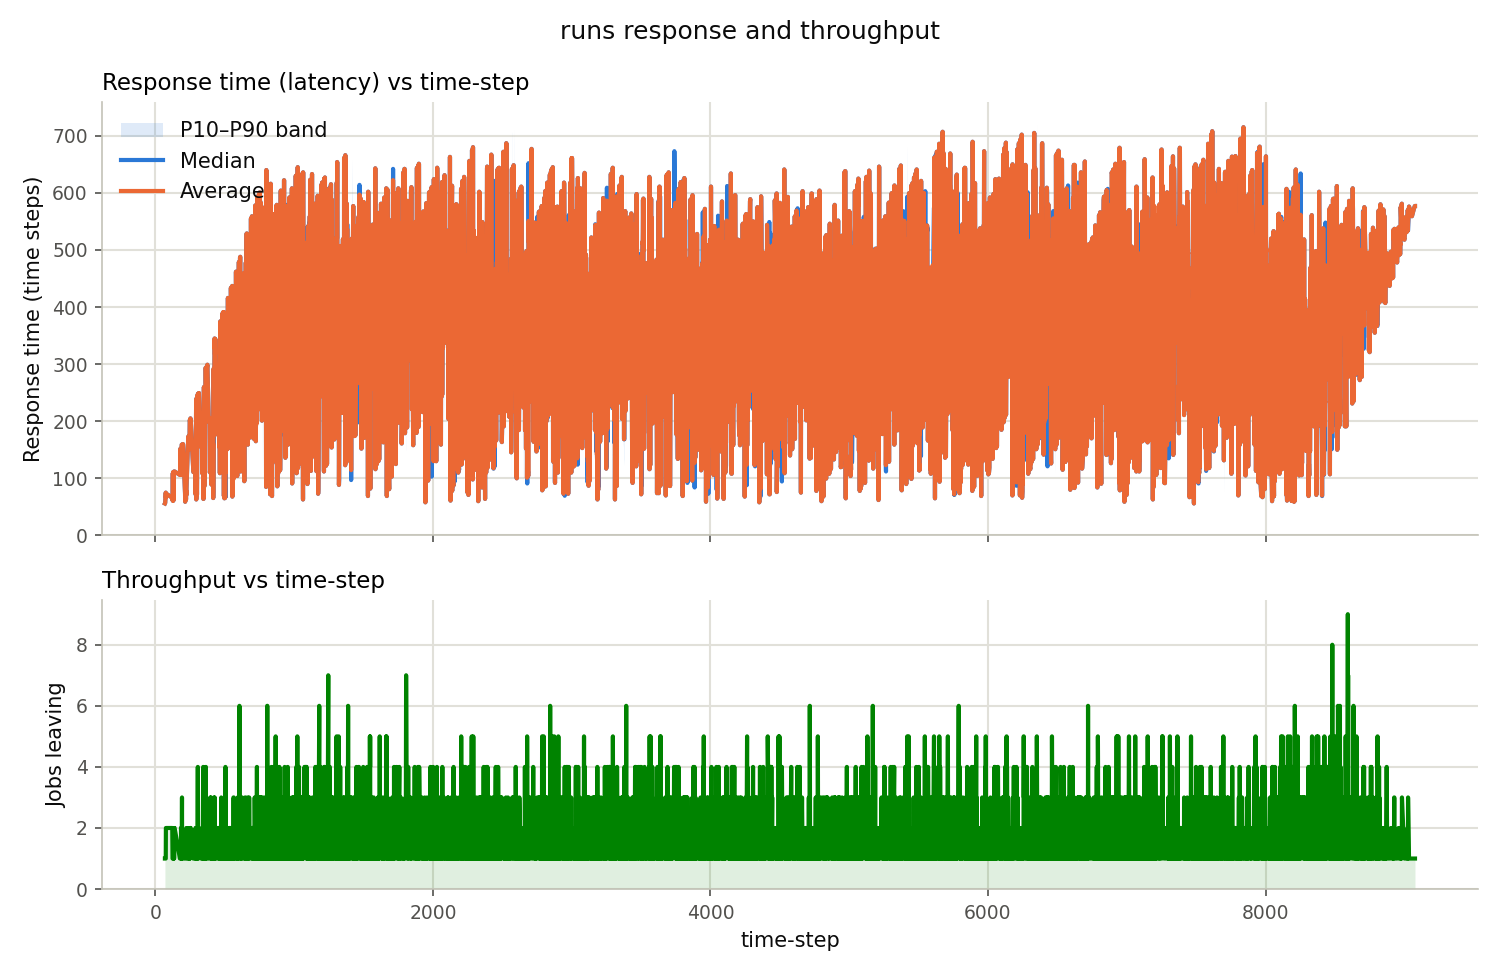 runs response and throughput
Response time (latency) vs time-step
P10–P90 band
Median
Average
Response time (time steps)
700
600
500
400
300
200
100
0
Throughput vs time-step
Jobs leaving
8
6
4
2
0
0 2000 4000 6000 8000
time-step